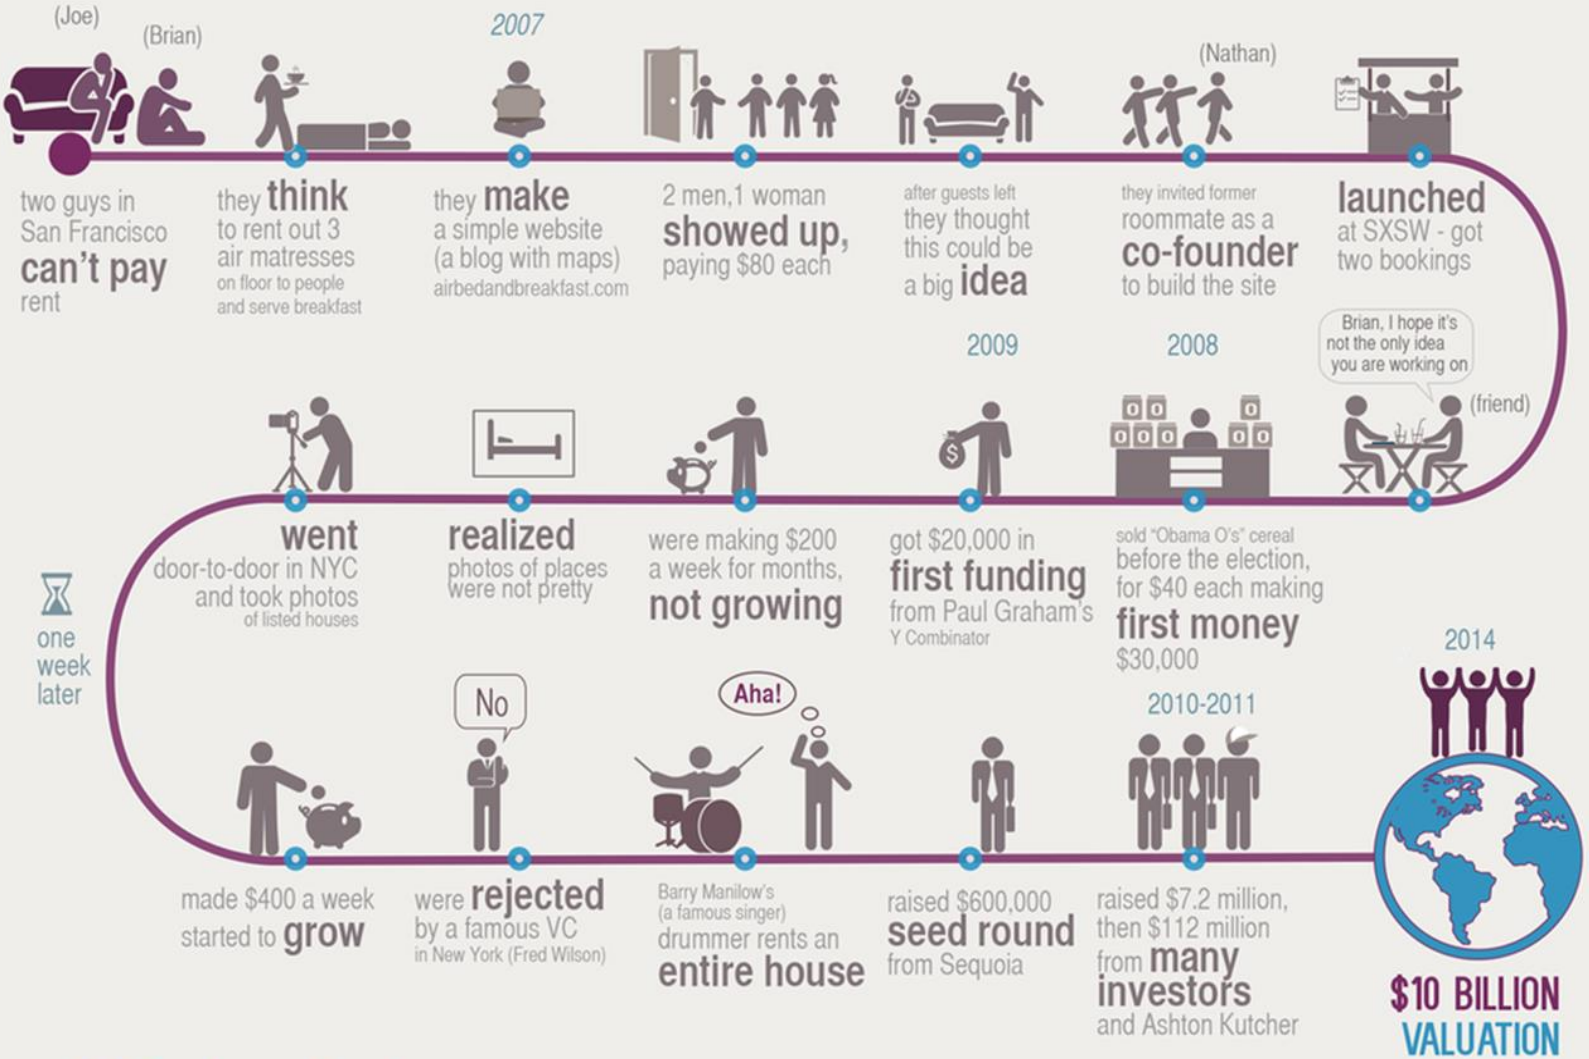 (Joe)
(Brian)
two guys in
San Francisco
can't pay
rent
they think
to rent out 3
air matresses
on floor to people
and serve breakfast
2007
they make
a simple website
(a blog with maps)
airbedandbreakfast.com
2 men,1 woman
showed up,
paying $80 each
after guests left
they thought
this could be
a big idea
(Nathan)
they invited former
roommate as a
co-founder
to build the site
launched
at SXSW - got
two bookings
Brian, I hope it's
not the only idea
you are working on
(friend)
2008
sold "Obama O's" cereal
before the election,
for $40 each making
first money
$30,000
2009
got $20,000 in
first funding
from Paul Graham's
Y Combinator
were making $200
a week for months,
not growing
realized
photos of places
were not pretty
went
door-to-door in NYC
and took photos
of listed houses
one
week
later
made $400 a week
started to grow
No
were rejected
by a famous VC
in New York (Fred Wilson)
Aha!
Barry Manilow's
(a famous singer)
drummer rents an
entire house
raised $600,000
seed round
from Sequoia
2010-2011
raised $7.2 million,
then $112 million
from many
investors
and Ashton Kutcher
2014
$10 BILLION
VALUATION